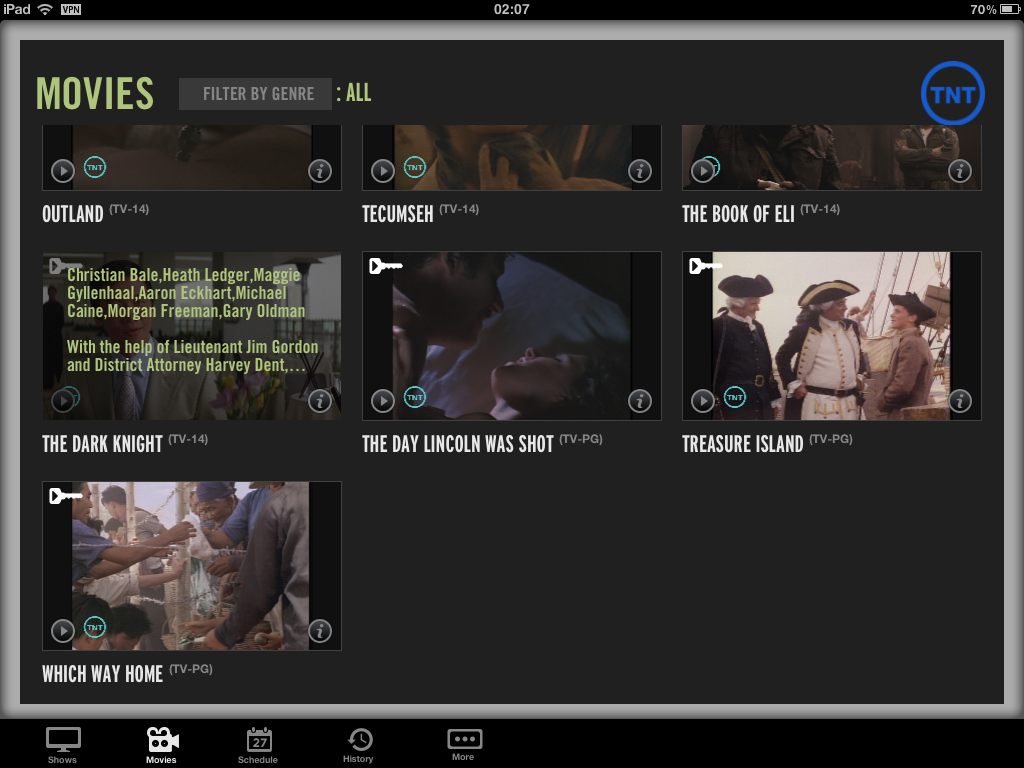 iPad VPN 02:07 70%
MOVIES FILTER BY GENRE : ALL TNT
TNT TNT
OUTLAND (TV-14) TECUMSEH (TV-14) THE BOOK OF ELI (TV-14)
Christian Bale,Heath Ledger,Maggie
Gyllenhaal,Aaron Eckhart,Michael
Caine,Morgan Freeman,Gary Oldman
With the help of Lieutenant Jim Gordon
and District Attorney Harvey Dent,...
TNT TNT
THE DARK KNIGHT (TV-14) THE DAY LINCOLN WAS SHOT (TV-PG) TREASURE ISLAND (TV-PG)
TNT
WHICH WAY HOME (TV-PG)
27
Shows Movies Schedule History More